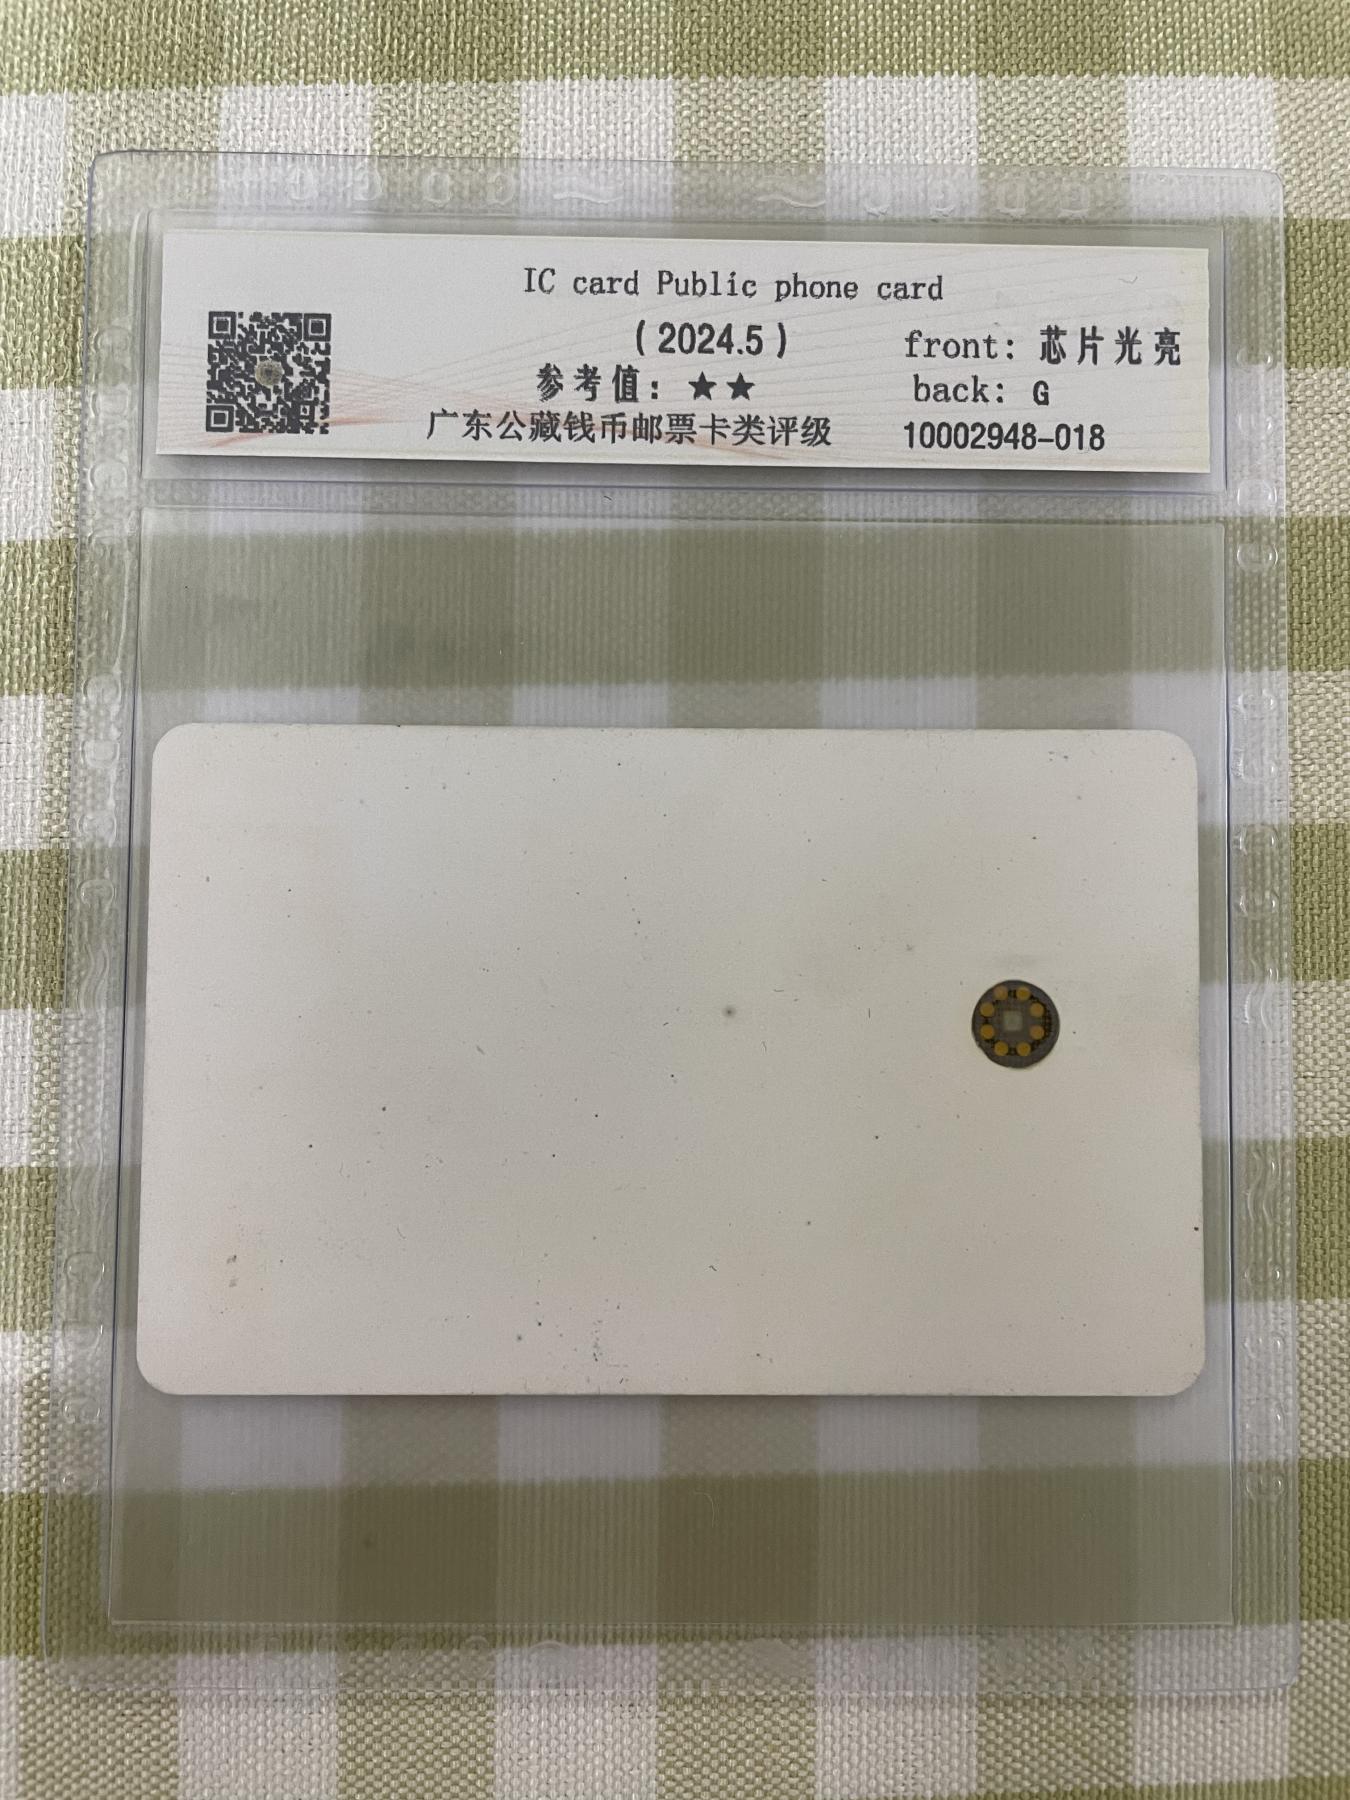 IC card Public phone card
(2024.5)
front: 芯片光亮
参考值: ★★
back: G
广东公藏钱币邮票卡类评级
10002948-018